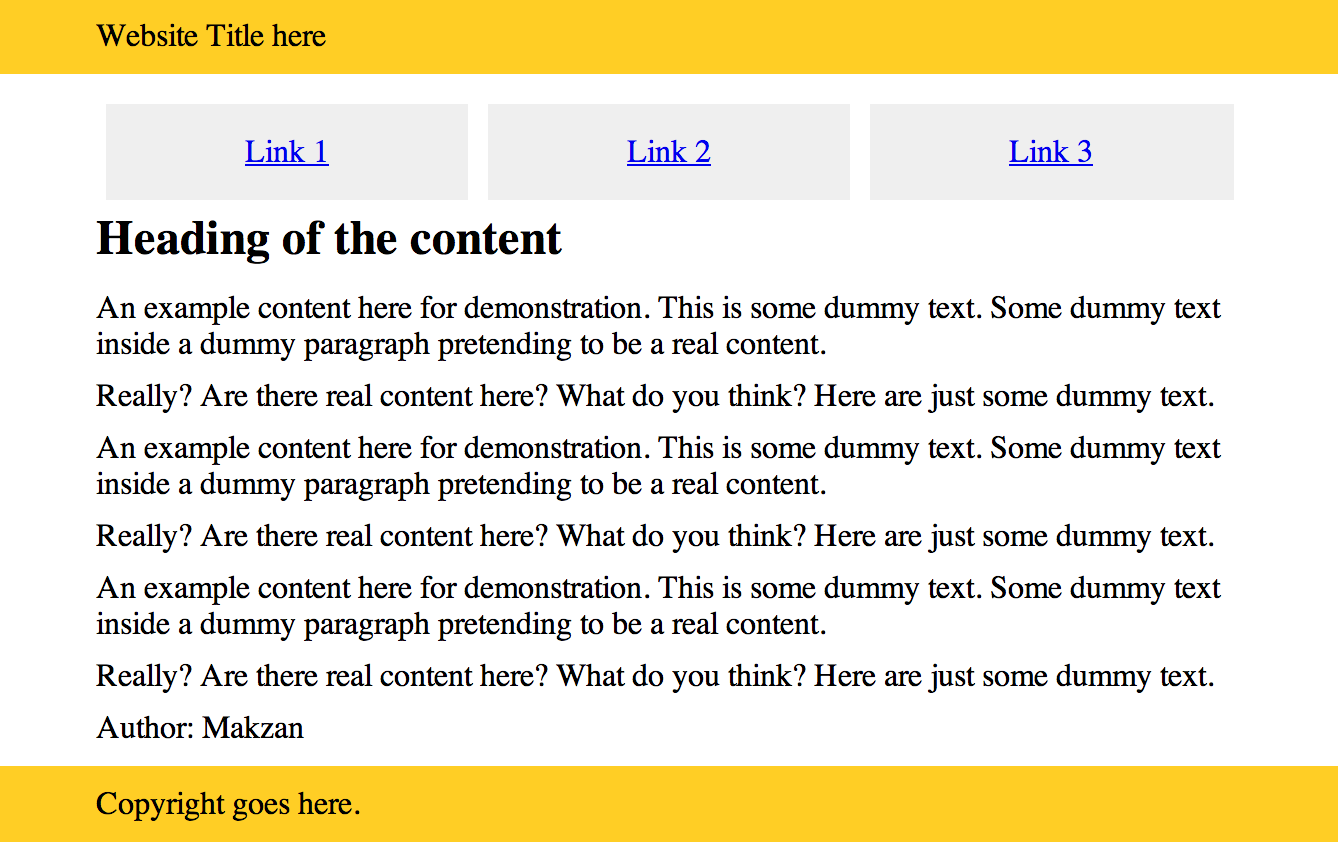 Website Title here
Link 1
Link 2
Link 3
Heading of the content
An example content here for demonstration. This is some dummy text. Some dummy text
inside a dummy paragraph pretending to be a real content.
Really? Are there real content here? What do you think? Here are just some dummy text.
An example content here for demonstration. This is some dummy text. Some dummy text
inside a dummy paragraph pretending to be a real content.
Really? Are there real content here? What do you think? Here are just some dummy text.
An example content here for demonstration. This is some dummy text. Some dummy text
inside a dummy paragraph pretending to be a real content.
Really? Are there real content here? What do you think? Here are just some dummy text.
Author: Makzan
Copyright goes here.